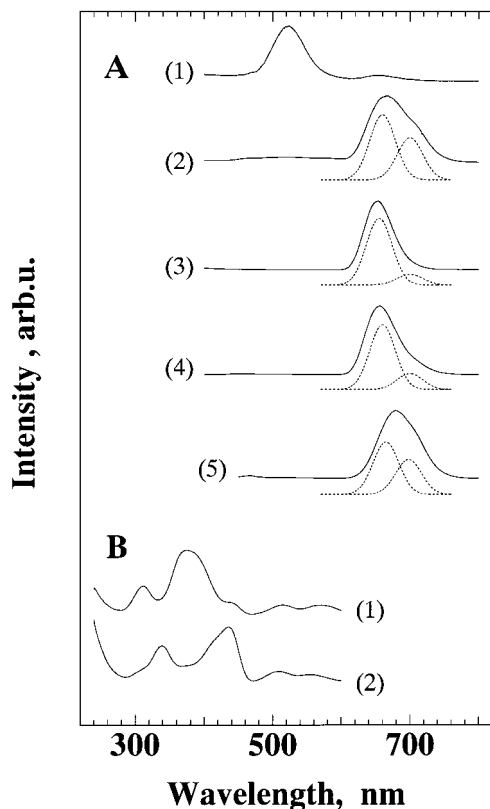 A
(1)
(2)
(3)
(4)
(5)
B
(1)
(2)
Intensity , arb.u.
300 500 700
Wavelength, nm